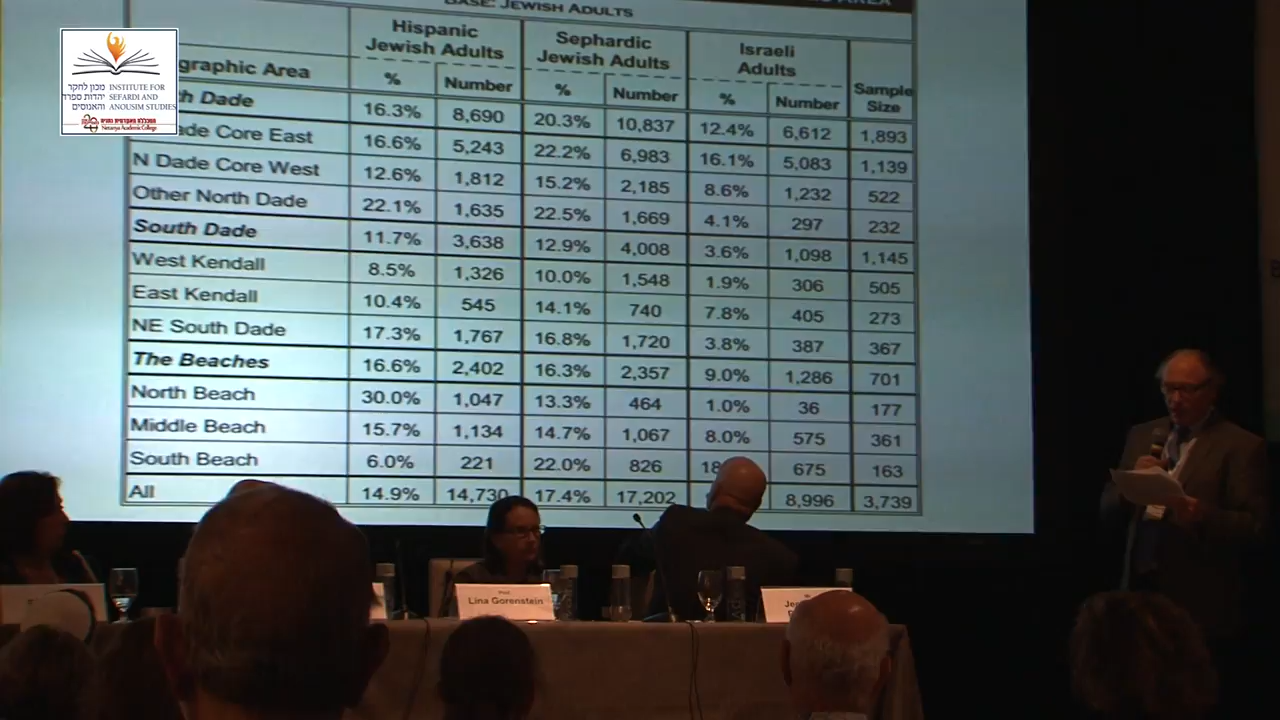 BASE: JEWISH ADULTS
AREA
Hispanic Jewish Adults Sephardic Jewish Adults Israeli Adults
Geographic Area % Number % Number % Number Sample Size
Dade 16.3% 8,690 20.3% 10,837 12.4% 6,612 1,893
Core East 16.6% 5,243 22.2% 6,983 16.1% 5,083 1,139
N Dade Core West 12.6% 1,812 15.2% 2,185 8.6% 1,232 522
Other North Dade 22.1% 1,635 22.5% 1,669 4.1% 297 232
South Dade 11.7% 3,638 12.9% 4,008 3.6% 1,098 1,145
West Kendall 8.5% 1,326 10.0% 1,548 1.9% 306 505
East Kendall 10.4% 545 14.1% 740 7.8% 405 273
NE South Dade 17.3% 1,767 16.8% 1,720 3.8% 387 367
The Beaches 16.6% 2,402 16.3% 2,357 9.0% 1,286 701
North Beach 30.0% 1,047 13.3% 464 1.0% 36 177
Middle Beach 15.7% 1,134 14.7% 1,067 8.0% 575 361
South Beach 6.0% 221 22.0% 826 18 675 163
All 14.9% 14,730 17.4% 17,202 8,996 3,739
מכון לחקר INSTITUTE FOR
יהדות ספרד SEFARDI AND
והאנוסים ANOUSIM STUDIES
המכללה האקדמית נתניה
Netanya Academic College
Prof.
Lina Gorenstein